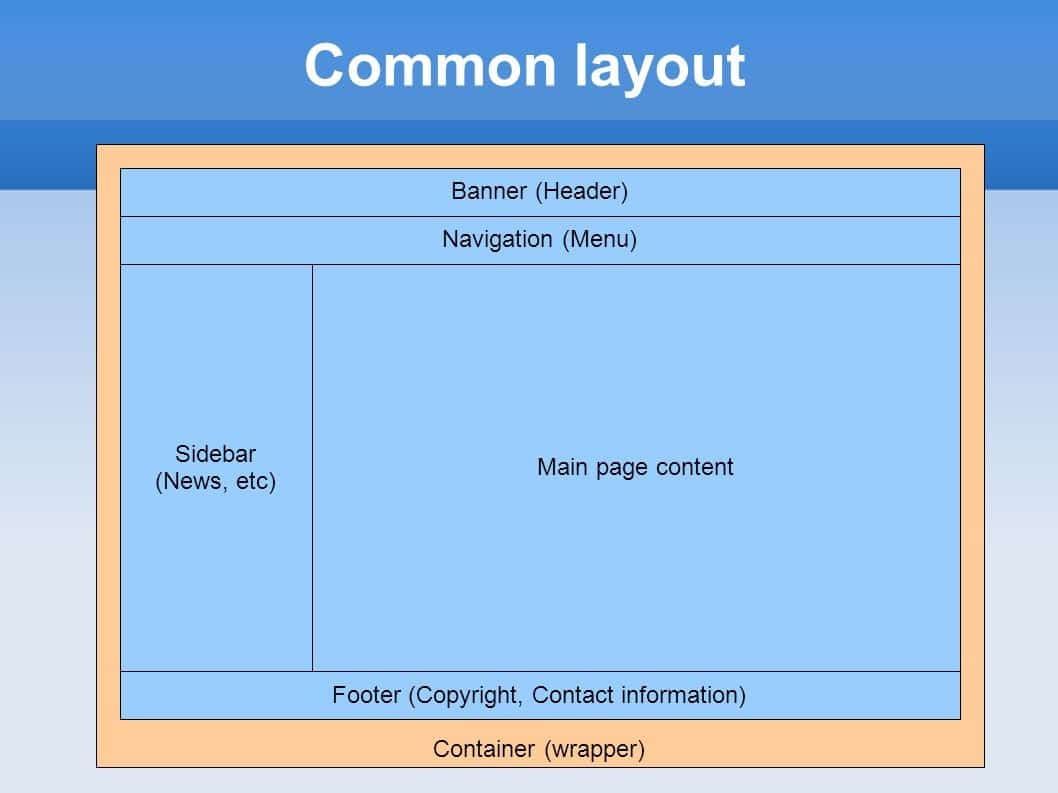 Common layout
Banner (Header)
Navigation (Menu)
Sidebar
(News, etc)
Main page content
Footer (Copyright, Contact information)
Container (wrapper)